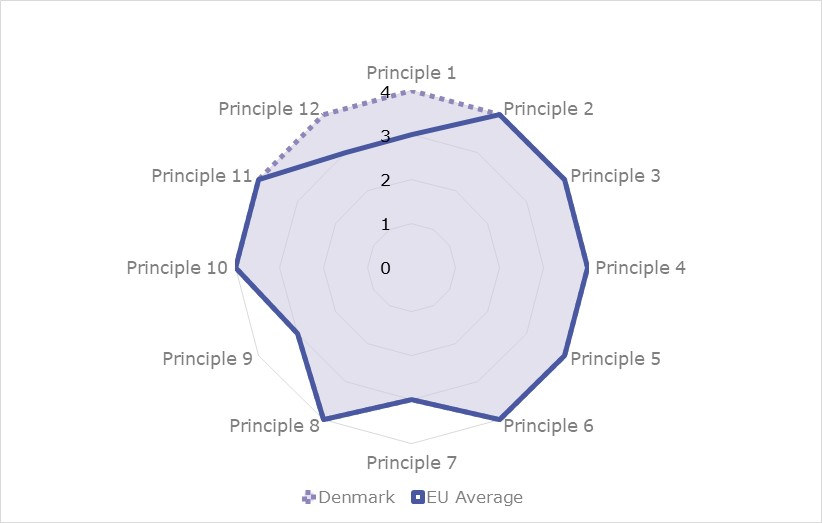 Principle 1
Principle 2
Principle 3
Principle 4
Principle 5
Principle 6
Principle 7
Principle 8
Principle 9
Principle 10
Principle 11
Principle 12
4
3
2
1
0
Denmark EU Average